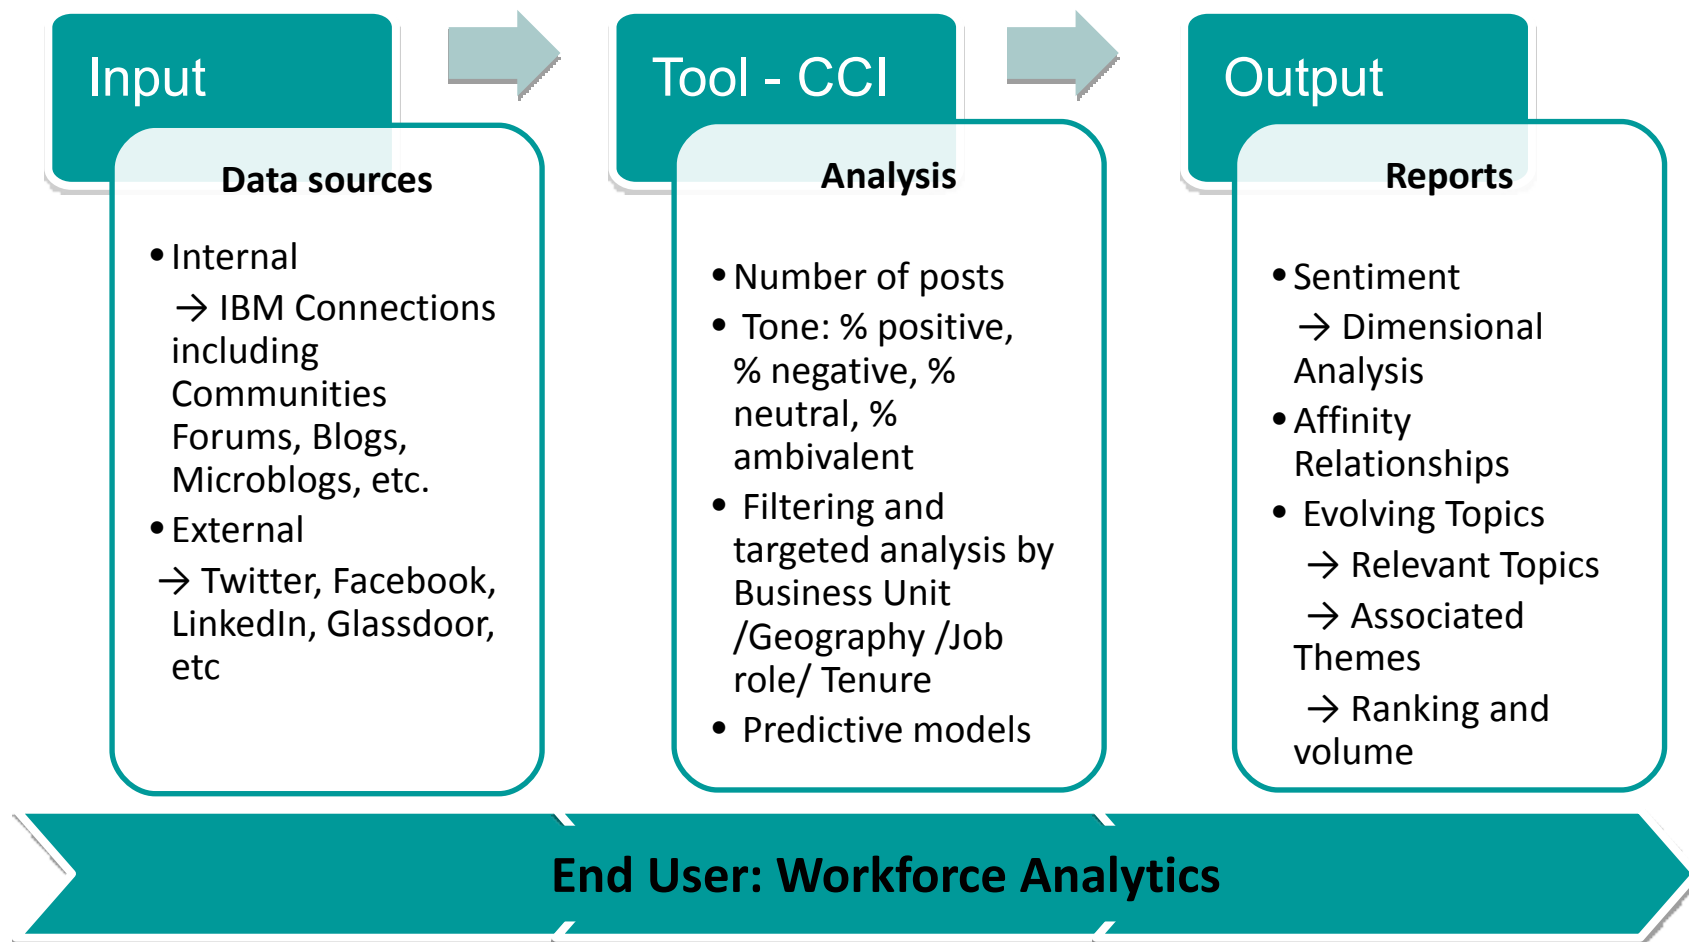 Input
Data sources
•Internal
→ IBM Connections
including
Communities
Forums, Blogs,
Microblogs, etc.
•External
→ Twitter, Facebook,
LinkedIn, Glassdoor,
etc
Tool - CCI
Analysis
•Number of posts
• Tone: % positive,
% negative, %
neutral, %
ambivalent
• Filtering and
targeted analysis by
Business Unit
/Geography /Job
role/ Tenure
• Predictive models
Output
Reports
•Sentiment
→ Dimensional
Analysis
•Affinity
Relationships
• Evolving Topics
→ Relevant Topics
→ Associated
Themes
→ Ranking and
volume
End User: Workforce Analytics